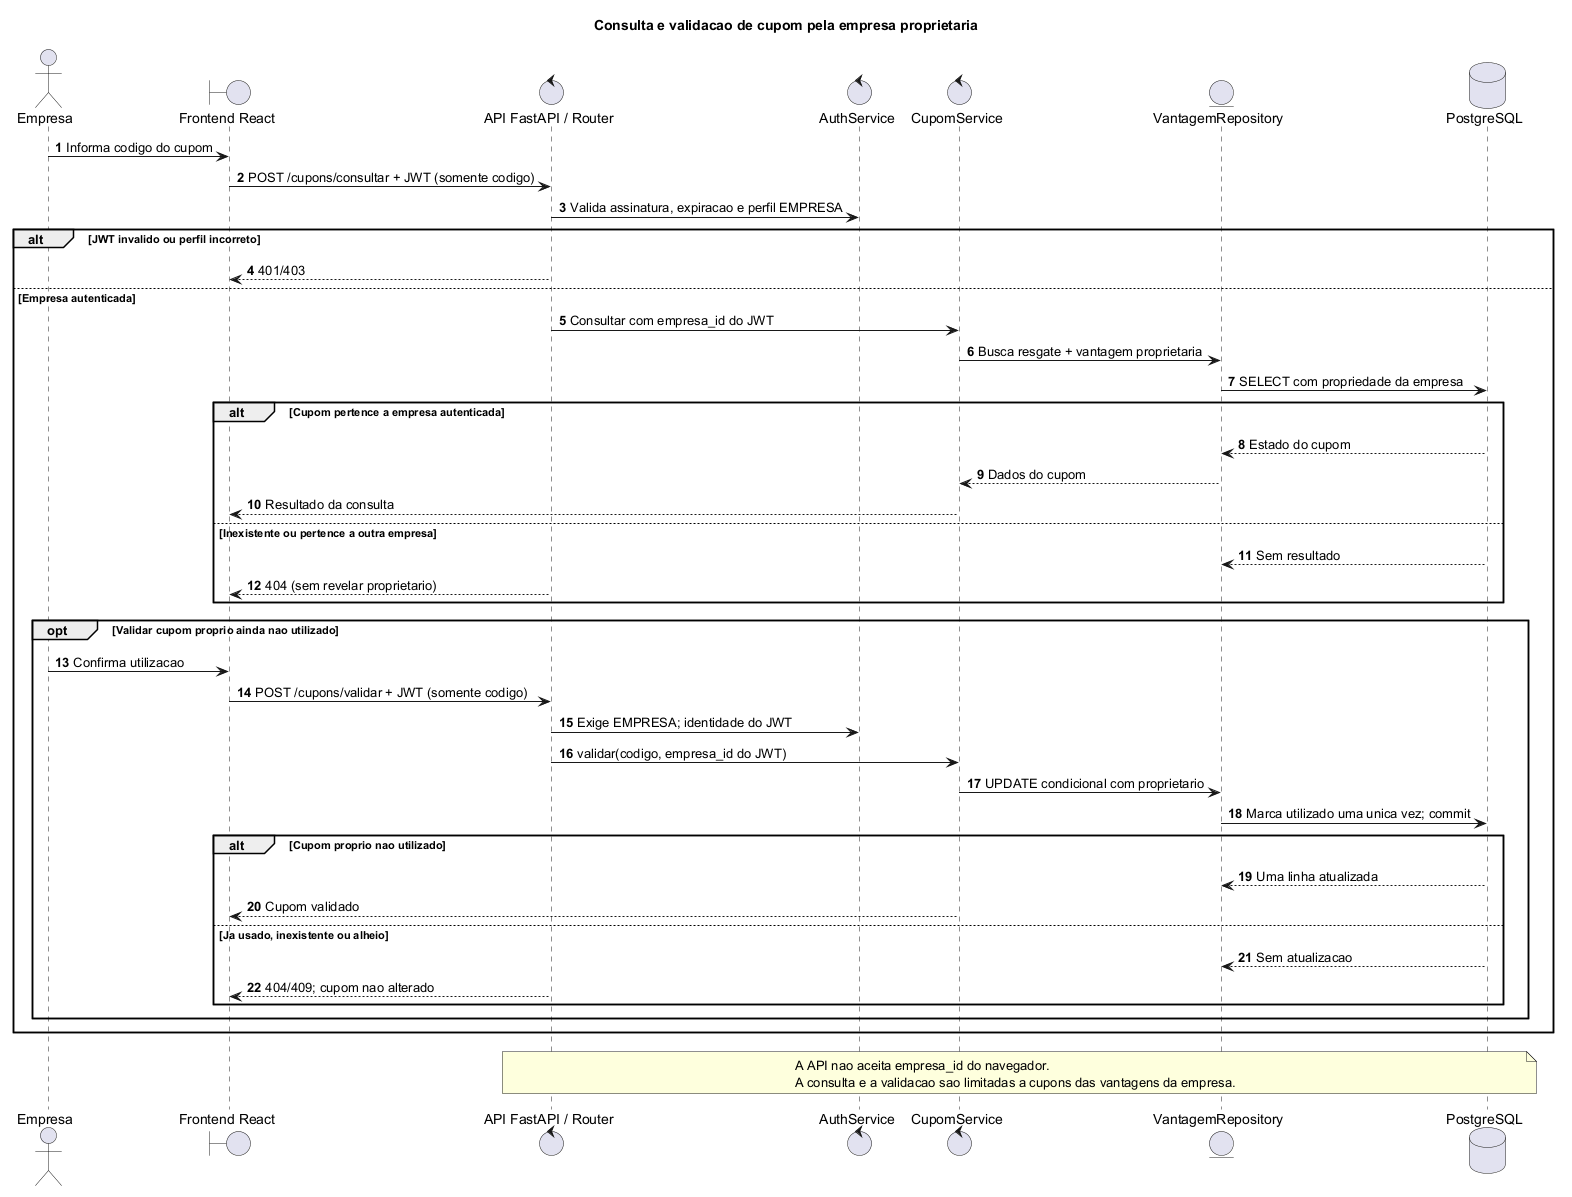 Consulta e validacao de cupom pela empresa proprietaria
Empresa
Frontend React
API FastAPI / Router
AuthService
CupomService
VantagemRepository
PostgreSQL
1 Informa codigo do cupom
2 POST /cupons/consultar + JWT (somente codigo)
3 Valida assinatura, expiracao e perfil EMPRESA
alt [JWT invalido ou perfil incorreto]
4 401/403
[Empresa autenticada]
5 Consultar com empresa_id do JWT
6 Busca resgate + vantagem proprietaria
7 SELECT com propriedade da empresa
alt [Cupom pertence a empresa autenticada]
8 Estado do cupom
9 Dados do cupom
10 Resultado da consulta
[Inexistente ou pertence a outra empresa]
11 Sem resultado
12 404 (sem revelar proprietario)
opt [Validar cupom proprio ainda nao utilizado]
13 Confirma utilizacao
14 POST /cupons/validar + JWT (somente codigo)
15 Exige EMPRESA; identidade do JWT
16 validar(codigo, empresa_id do JWT)
17 UPDATE condicional com proprietario
18 Marca utilizado uma unica vez; commit
alt [Cupom proprio nao utilizado]
19 Uma linha atualizada
20 Cupom validado
[Ja usado, inexistente ou alheio]
21 Sem atualizacao
22 404/409; cupom nao alterado
A API nao aceita empresa_id do navegador.
A consulta e a validacao sao limitadas a cupons das vantagens da empresa.
Empresa
Frontend React
API FastAPI / Router
AuthService
CupomService
VantagemRepository
PostgreSQL